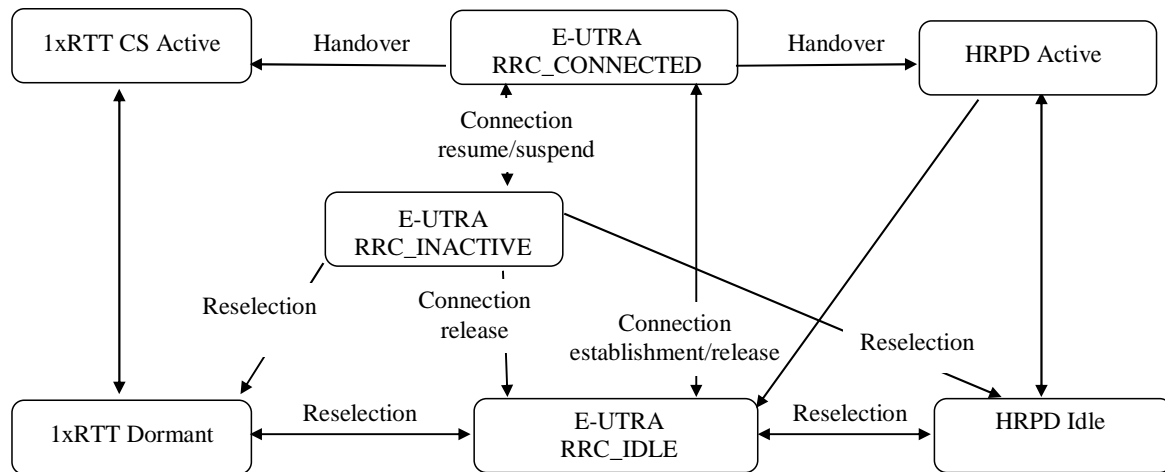 1xRTT CS Active
Handover
E-UTRA
RRC_CONNECTED
Handover
HRPD Active
Connection
resume/suspend
E-UTRA
RRC_INACTIVE
Reselection
Connection
release
Connection
establishment/release
Reselection
1xRTT Dormant
Reselection
E-UTRA
RRC_IDLE
Reselection
HRPD Idle